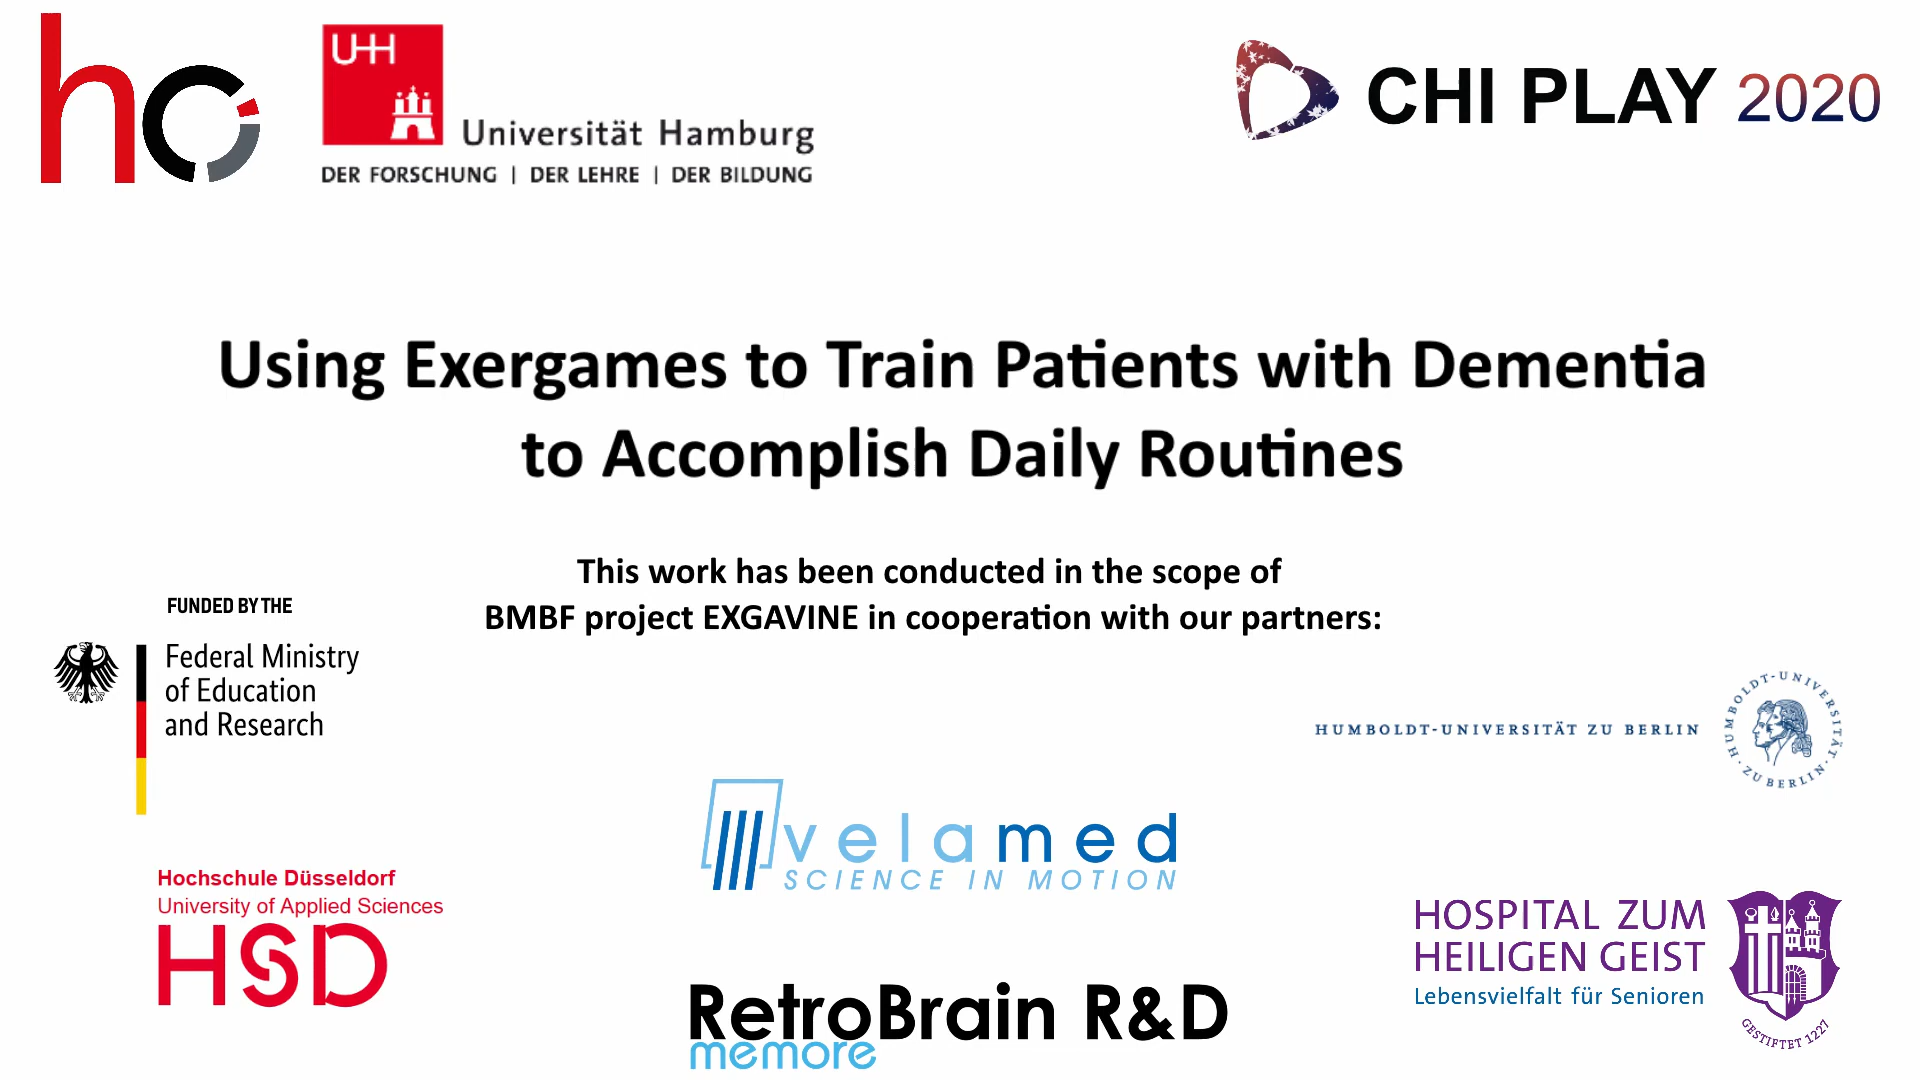 hc
UHH
Universität Hamburg
DER FORSCHUNG | DER LEHRE | DER BILDUNG
CHI PLAY 2020
Using Exergames to Train Patients with Dementia
to Accomplish Daily Routines
This work has been conducted in the scope of
BMBF project EXGAVINE in cooperation with our partners:
FUNDED BY THE
Federal Ministry
of Education
and Research
HUMBOLDT-UNIVERSITÄT ZU BERLIN
HUMBOLDT-UNIVERSITÄT · ZU BERLIN ·
velamed
SCIENCE IN MOTION
Hochschule Düsseldorf
University of Applied Sciences
HSD
HOSPITAL ZUM
HEILIGEN GEIST
Lebensvielfalt für Senioren
GESTIFTET 1227
RetroBrain R&D
memore